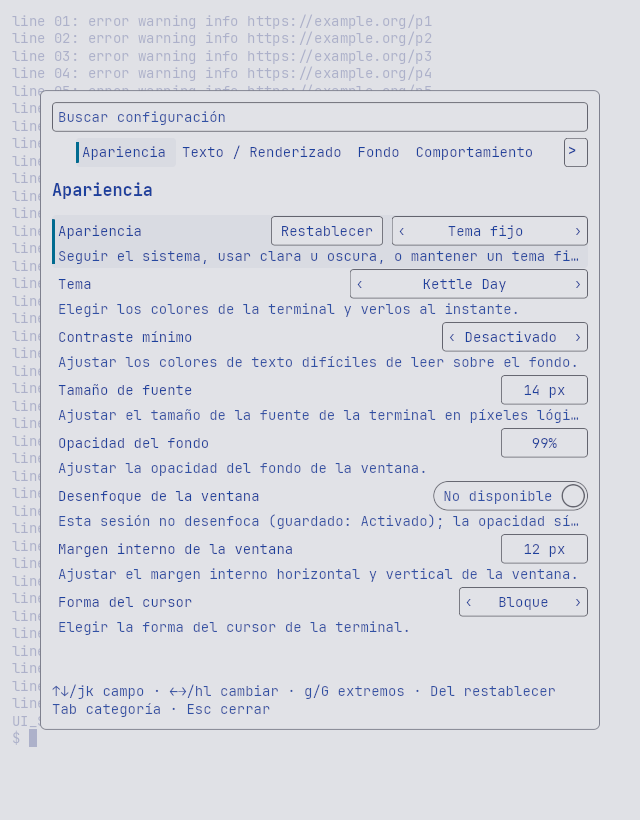 line 01: error warning info https://example.org/p1
line 02: error warning info https://example.org/p2
line 03: error warning info https://example.org/p3
line 04: error warning info https://example.org/p4
Buscar configuración
Apariencia Texto / Renderizado Fondo Comportamiento >
Apariencia
Apariencia Restablecer ‹ Tema fijo ›
Seguir el sistema, usar clara u oscura, o mantener un tema fi…
Tema ‹ Kettle Day ›
Elegir los colores de la terminal y verlos al instante.
Contraste mínimo ‹ Desactivado ›
Ajustar los colores de texto difíciles de leer sobre el fondo.
Tamaño de fuente 14 px
Ajustar el tamaño de la fuente de la terminal en píxeles lógi…
Opacidad del fondo 99%
Ajustar la opacidad del fondo de la ventana.
Desenfoque de la ventana No disponible
Esta sesión no desenfoca (guardado: Activado); la opacidad sí…
Margen interno de la ventana 12 px
Ajustar el margen interno horizontal y vertical de la ventana.
Forma del cursor ‹ Bloque ›
Elegir la forma del cursor de la terminal.
↑↓/jk campo · ↔/hl cambiar · g/G extremos · Del restablecer
Tab categoría · Esc cerrar
$